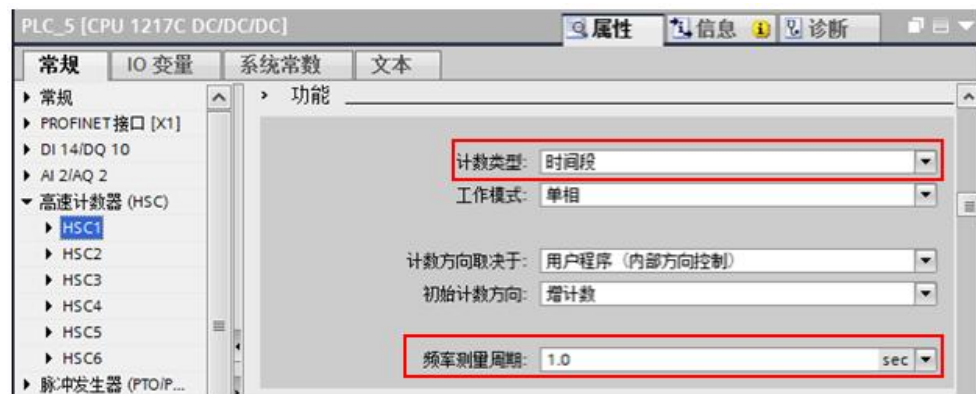 PLC_5 [CPU 1217C DC/DC/DC]
属性 信息 诊断
常规 IO 变量 系统常数 文本
常规
PROFINET接口 [X1]
DI 14/DQ 10
AI 2/AQ 2
高速计数器 (HSC)
HSC1
HSC2
HSC3
HSC4
HSC5
HSC6
脉冲发生器 (PTO/P...
功能
计数类型: 时间段
工作模式: 单相
计数方向取决于: 用户程序（内部方向控制）
初始计数方向: 增计数
频率测量周期: 1.0 sec